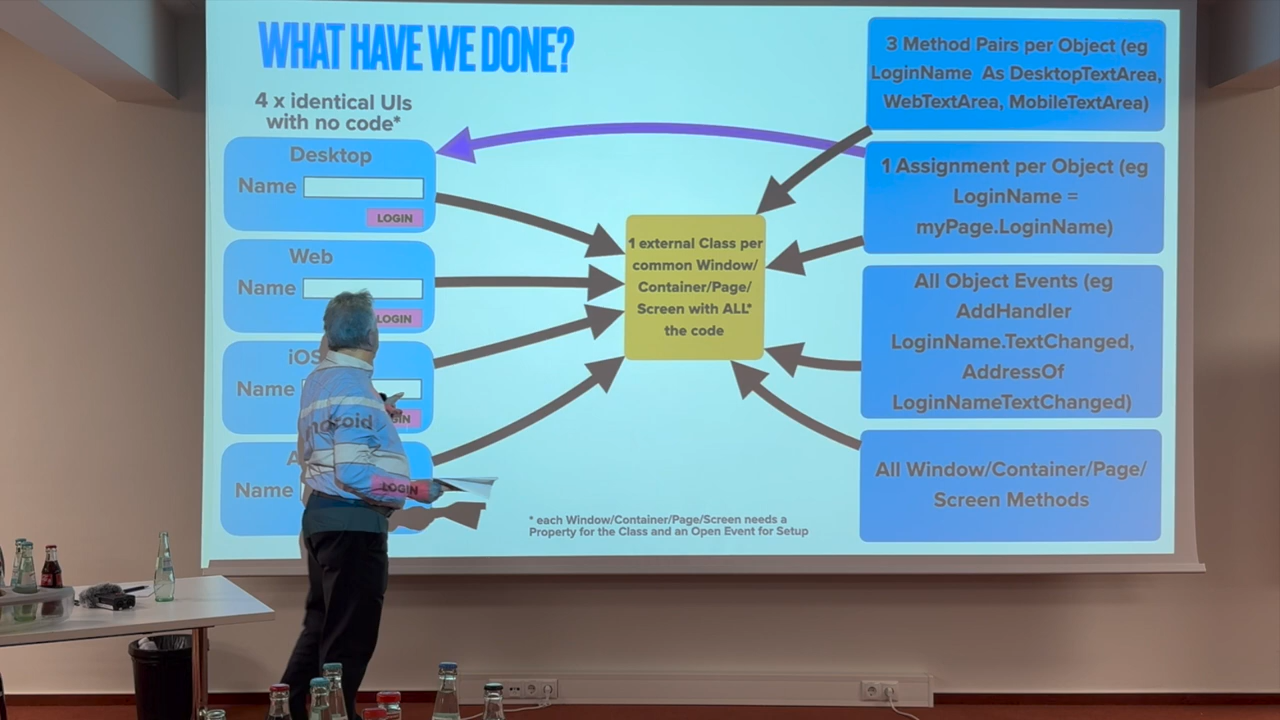 WHAT HAVE WE DONE?
4 x identical UIs
with no code*
Desktop
Name
LOGIN
Web
Name
LOGIN
iOS
Name
GIN
A
ndroid
Name
LOGIN
1 external Class per
common Window/
Container/Page/
Screen with ALL*
the code
3 Method Pairs per Object (eg
LoginName As DesktopTextArea,
WebTextArea, MobileTextArea)
1 Assignment per Object (eg
LoginName =
myPage.LoginName)
All Object Events (eg
AddHandler
LoginName.TextChanged,
AddressOf
LoginNameTextChanged)
All Window/Container/Page/
Screen Methods
* each Window/Container/Page/Screen needs a
Property for the Class and an Open Event for Setup